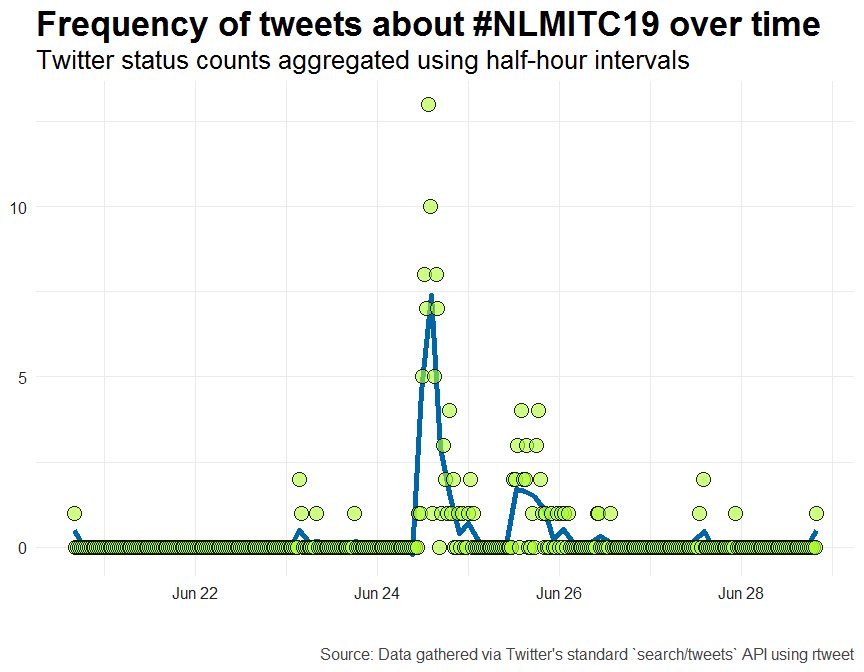 Frequency of tweets about #NLMITC19 over time
Twitter status counts aggregated using half-hour intervals
10
5
0
Jun 22 Jun 24 Jun 26 Jun 28
Source: Data gathered via Twitter's standard `search/tweets` API using rtweet